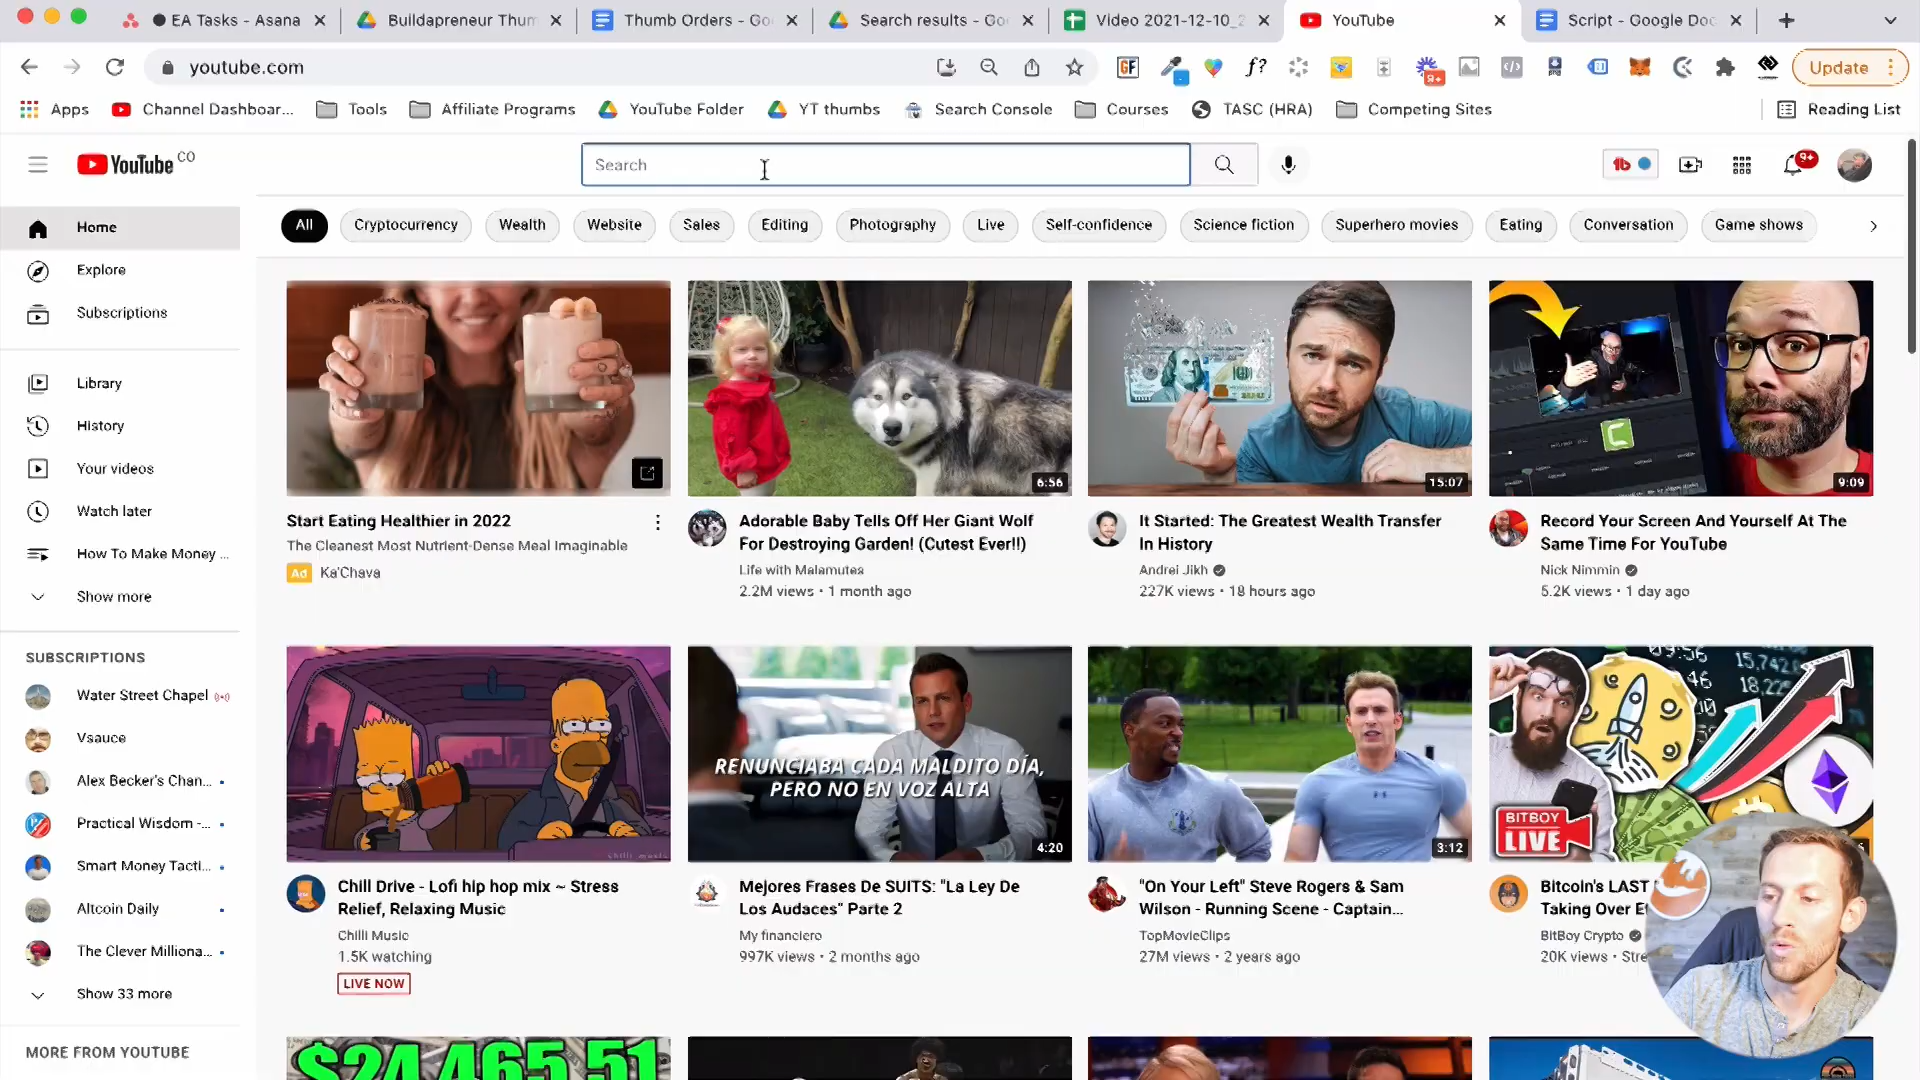 EA Tasks - Asana
Buildapreneur Thum
Thumb Orders - Go
Search results - Go
Video 2021-12-10_2
YouTube
Script - Google Doc
youtube.com
GF
f?
9+
Update
Apps
Channel Dashboar...
Tools
Affiliate Programs
YouTube Folder
YT thumbs
Search Console
Courses
TASC (HRA)
Competing Sites
Reading List
YouTube CO
Search
tb
9+
All
Cryptocurrency
Wealth
Website
Sales
Editing
Photography
Live
Self-confidence
Science fiction
Superhero movies
Eating
Conversation
Game shows
Home
Explore
Subscriptions
Library
History
Your videos
Watch later
How To Make Money ...
Show more
SUBSCRIPTIONS
Water Street Chapel
Vsauce
Alex Becker's Chan...
Practical Wisdom -...
Smart Money Tacti...
Altcoin Daily
The Clever Milliona...
Show 33 more
MORE FROM YOUTUBE
Start Eating Healthier in 2022
The Cleanest Most Nutrient-Dense Meal Imaginable
Ad Ka'Chava
6:56
Adorable Baby Tells Off Her Giant Wolf
For Destroying Garden! (Cutest Ever!!)
Life with Malamutes
2.2M views • 1 month ago
15:07
It Started: The Greatest Wealth Transfer
In History
Andrei Jikh
227K views • 18 hours ago
9:09
Record Your Screen And Yourself At The
Same Time For YouTube
Nick Nimmin
5.2K views • 1 day ago
Chill Drive - Lofi hip hop mix ~ Stress
Relief, Relaxing Music
Chilli Music
1.5K watching
LIVE NOW
RENUNCIABA CADA MALDITO DÍA,
PERO NO EN VOZ ALTA
4:20
Mejores Frases De SUITS: "La Ley De
Los Audaces" Parte 2
My financiero
997K views • 2 months ago
3:12
"On Your Left" Steve Rogers & Sam
Wilson - Running Scene - Captain...
TopMovieClips
27M views • 2 years ago
BITBOY
LIVE
Bitcoin's LAST
Taking Over E
BitBoy Crypto
20K views • Stre
$24,465.51